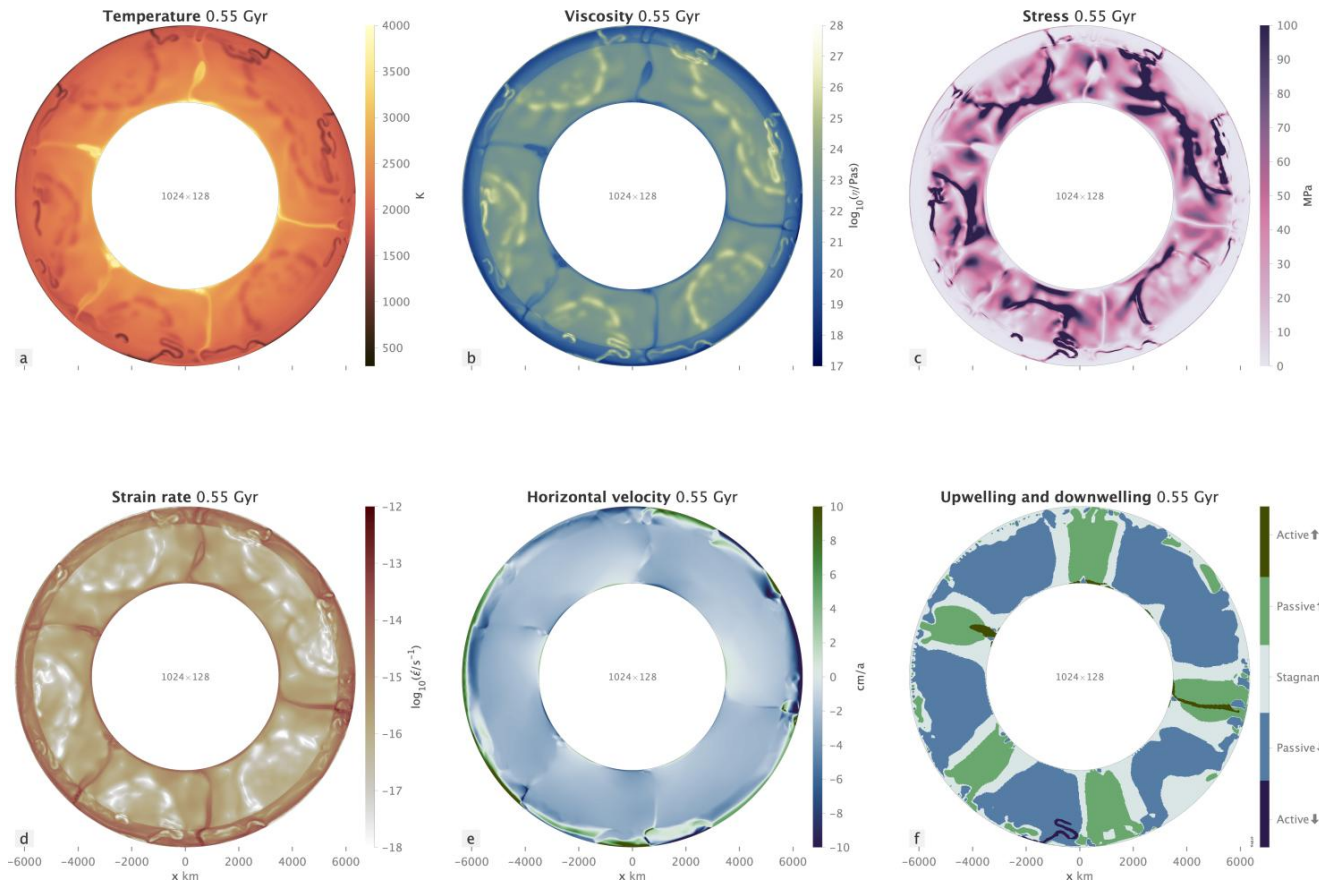 Temperature 0.55 Gyr
4000
3500
3000
2500
2000
1500
1000
500
K
1024×128
a
Viscosity 0.55 Gyr
28
27
26
25
24
23
22
21
20
19
18
17
log10(η/Pas)
1024×128
b
Stress 0.55 Gyr
100
90
80
70
60
50
40
30
20
10
0
MPa
1024×128
c
Strain rate 0.55 Gyr
−12
−13
−14
−15
−16
−17
−18
log10(ε̇/s−1)
1024×128
d
−6000 −4000 −2000 0 2000 4000 6000
x km
Horizontal velocity 0.55 Gyr
10
8
6
4
2
0
−2
−4
−6
−8
−10
cm/a
1024×128
e
−6000 −4000 −2000 0 2000 4000 6000
x km
Upwelling and downwelling 0.55 Gyr
Active⬆
Passive
Stagnan
Passive
Active⬇
1024×128
f
−6000 −4000 −2000 0 2000 4000 6000
x km